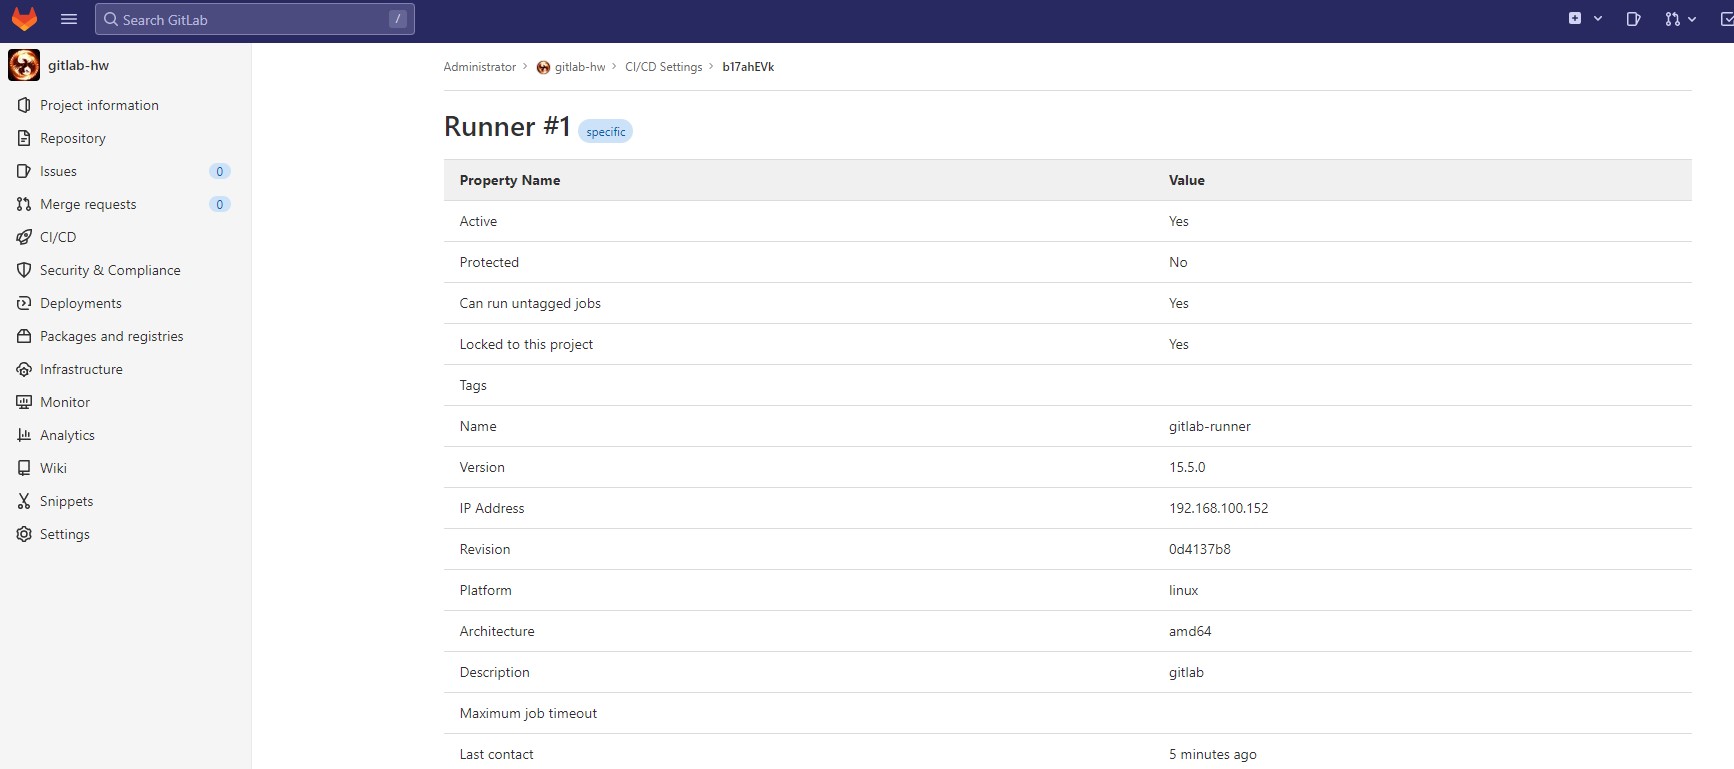 Search GitLab /
gitlab-hw
Project information
Repository
Issues 0
Merge requests 0
CI/CD
Security & Compliance
Deployments
Packages and registries
Infrastructure
Monitor
Analytics
Wiki
Snippets
Settings
Administrator > gitlab-hw > CI/CD Settings > b17ahEVk
Runner #1 specific
Property Name Value
Active Yes
Protected No
Can run untagged jobs Yes
Locked to this project Yes
Tags
Name gitlab-runner
Version 15.5.0
IP Address 192.168.100.152
Revision 0d4137b8
Platform linux
Architecture amd64
Description gitlab
Maximum job timeout
Last contact 5 minutes ago